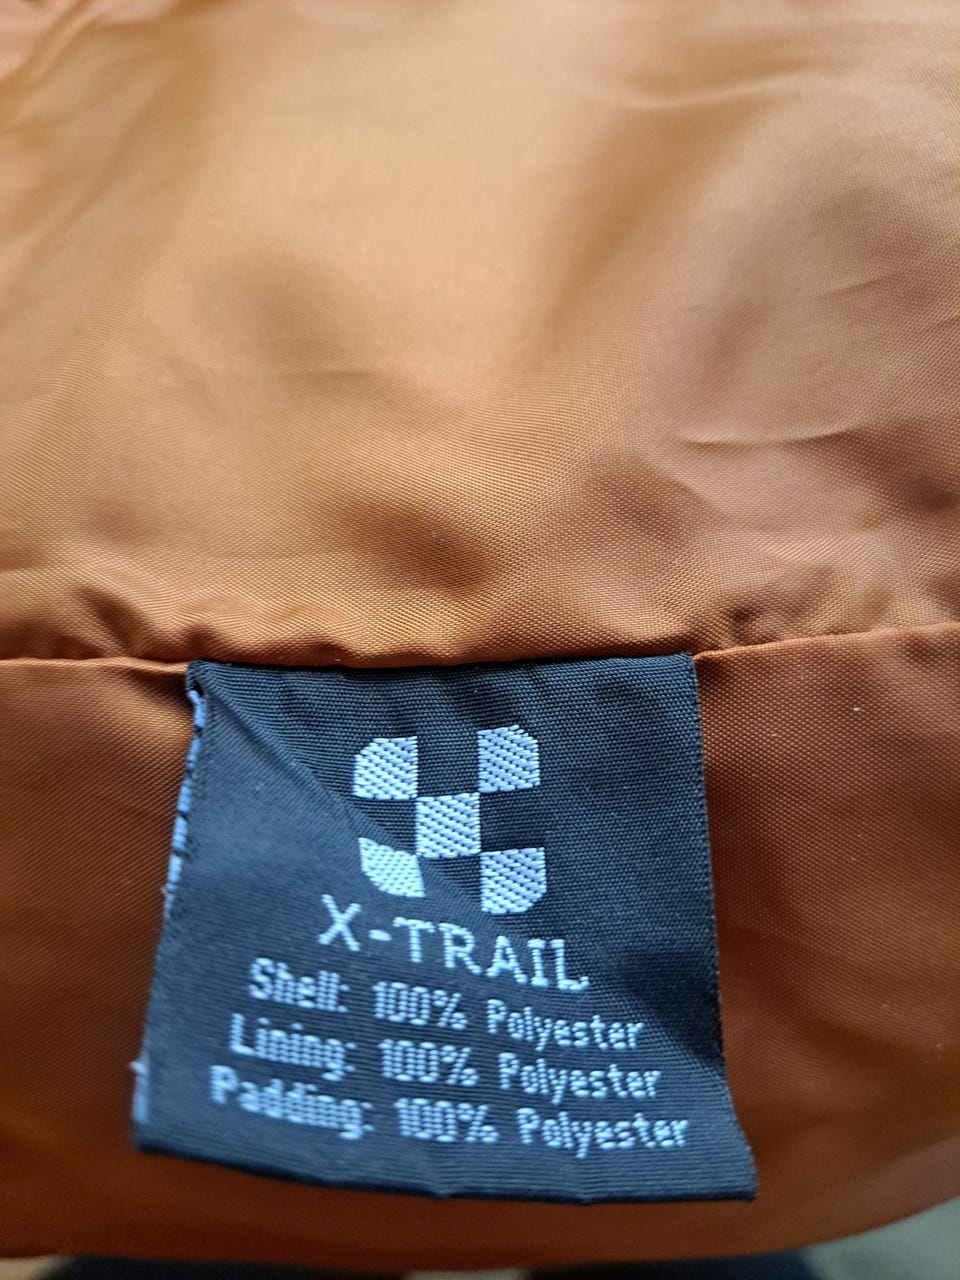 X-TRAIL
Shell: 100% Polyester
Lining: 100% Polyester
Padding: 100% Polyester